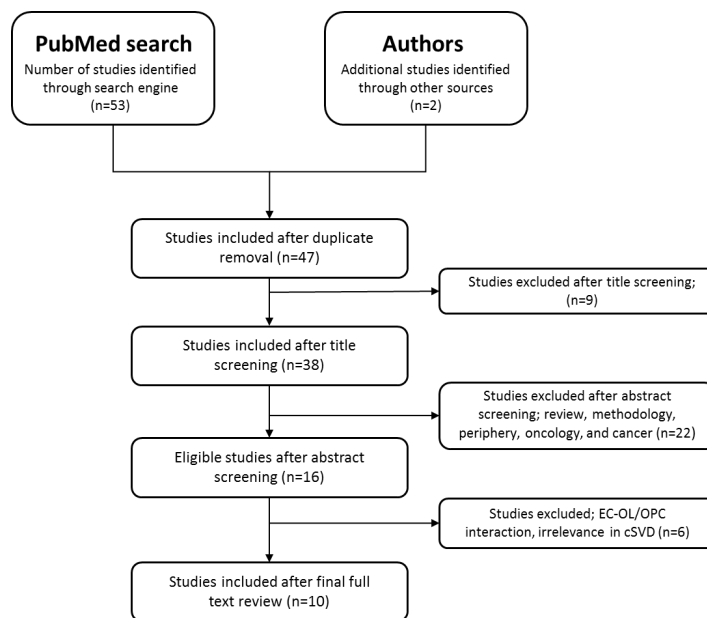 PubMed search
Number of studies identified
through search engine
(n=53)
Authors
Additional studies identified
through other sources
(n=2)
Studies included after duplicate
removal (n=47)
Studies excluded after title screening;
(n=9)
Studies included after title
screening (n=38)
Studies excluded after abstract
screening; review, methodology,
periphery, oncology, and cancer (n=22)
Eligible studies after abstract
screening (n=16)
Studies excluded; EC-OL/OPC
interaction, irrelevance in cSVD (n=6)
Studies included after final full
text review (n=10)